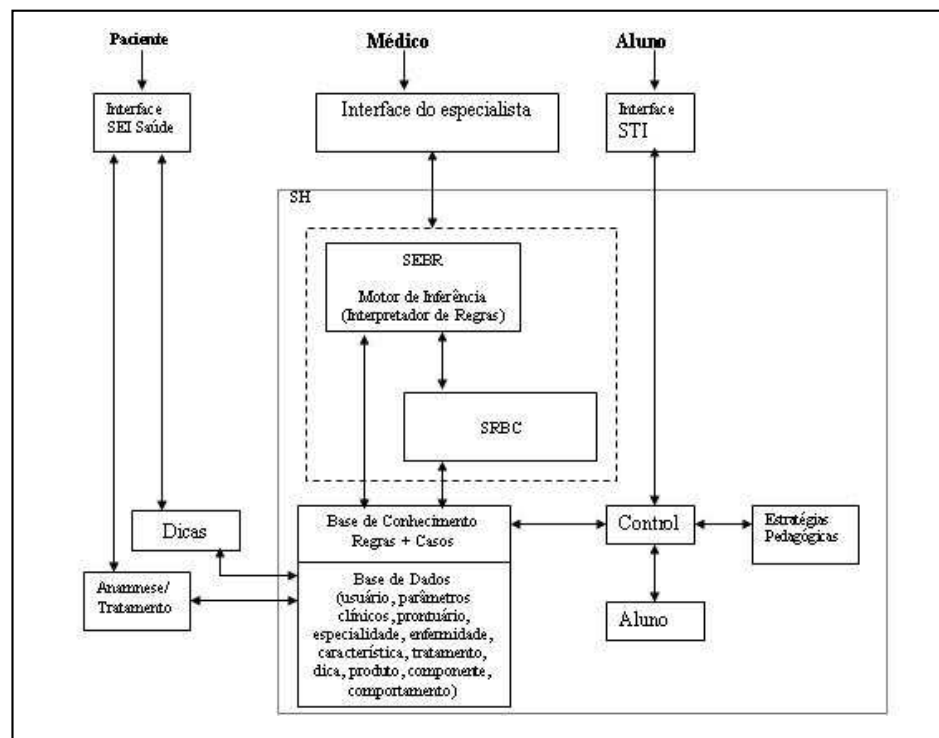 Paciente
Médico
Aluno
Interface
SEI Saúde
Interface do especialista
Interface
STI
SH
SEBR
Motor de Inferência
(Interpretador de Regras)
SRBC
Dicas
Anamnese/
Tratamento
Base de Conhecimento
Regras + Casos
Base de Dados
(usuário, parâmetros
clínicos, prontuário,
especialidade, enfermidade,
característica, tratamento,
dica, produto, componente,
comportamento)
Control
Estratégias
Pedagógicas
Aluno